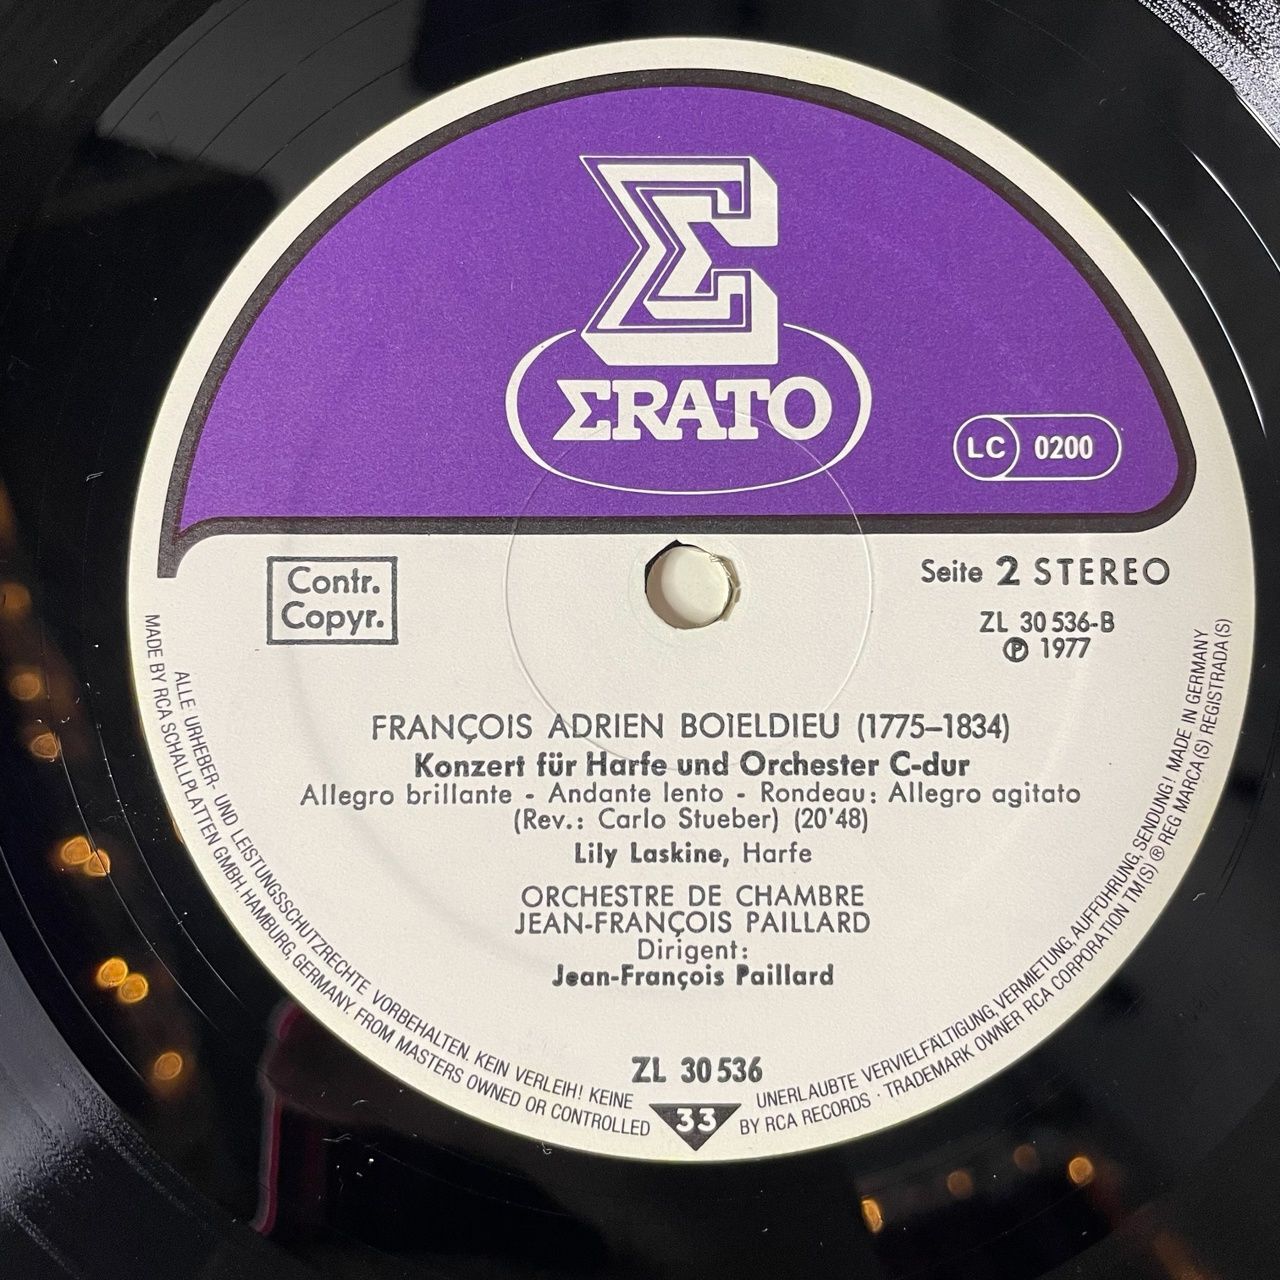 Σ
ΣRATO
LC 0200
Contr.
Copyr.
Seite 2 STEREO
ZL 30 536-B
℗ 1977
FRANÇOIS ADRIEN BOÏELDIEU (1775–1834)
Konzert für Harfe und Orchester C-dur
Allegro brillante - Andante lento - Rondeau: Allegro agitato
(Rev.: Carlo Stueber) (20'48)
Lily Laskine, Harfe
ORCHESTRE DE CHAMBRE
JEAN-FRANÇOIS PAILLARD
Dirigent:
Jean-François Paillard
ZL 30 536
33
ALLE URHEBER- UND LEISTUNGSSCHUTZRECHTE VORBEHALTEN. KEIN VERLEIH! KEINE UNERLAUBTE VERVIELFÄLTIGUNG, VERMIETUNG, AUFFÜHRUNG, SENDUNG! MADE IN GERMANY
MADE BY RCA SCHALLPLATTEN GMBH. HAMBURG, GERMANY. FROM MASTERS OWNED OR CONTROLLED BY RCA RECORDS · TRADEMARK OWNER RCA CORPORATION TM(S) ® REG MARCA(S) REGISTRADA(S)